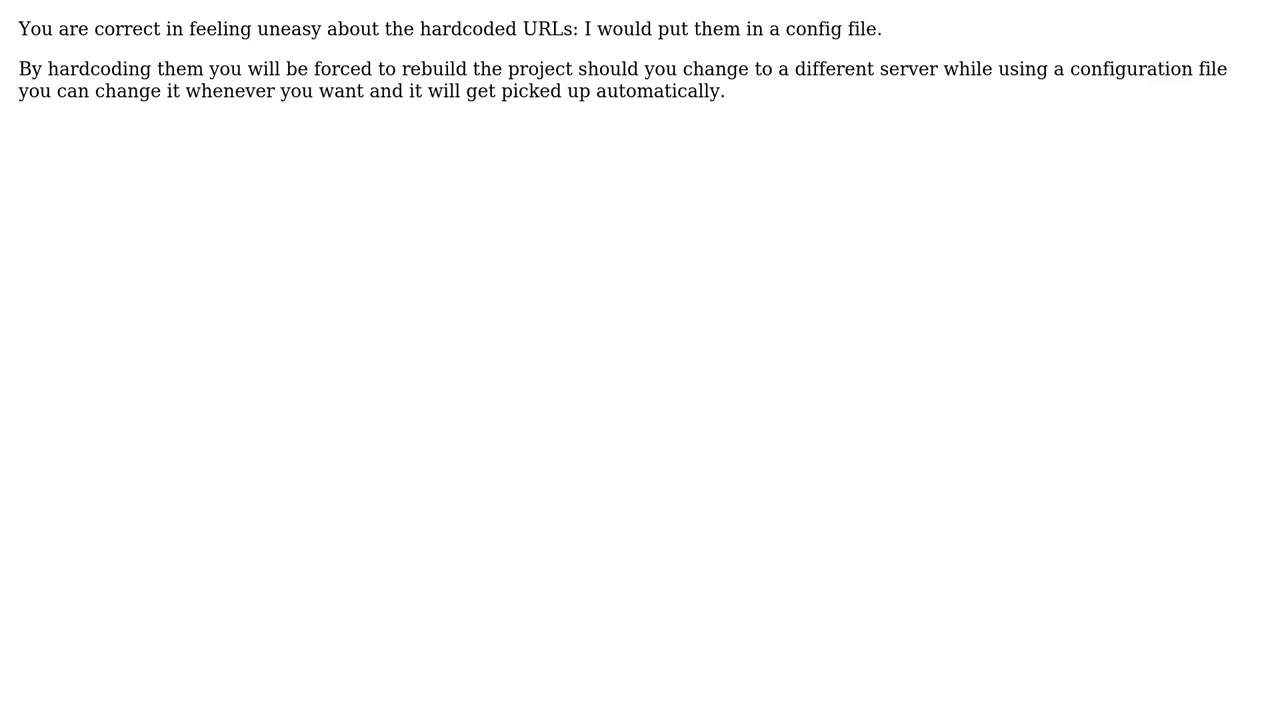 You are correct in feeling uneasy about the hardcoded URLs: I would put them in a config file.
By hardcoding them you will be forced to rebuild the project should you change to a different server while using a configuration file
you can change it whenever you want and it will get picked up automatically.